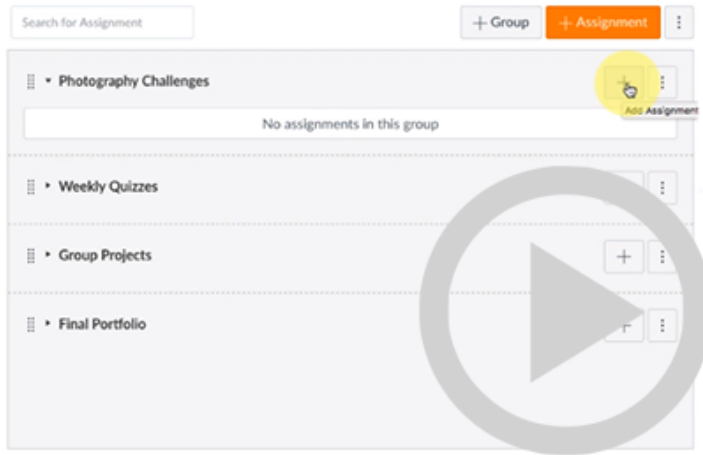 Search for Assignment
+ Group
+ Assignment
Photography Challenges
Add Assignment
No assignments in this group
Weekly Quizzes
Group Projects
Final Portfolio